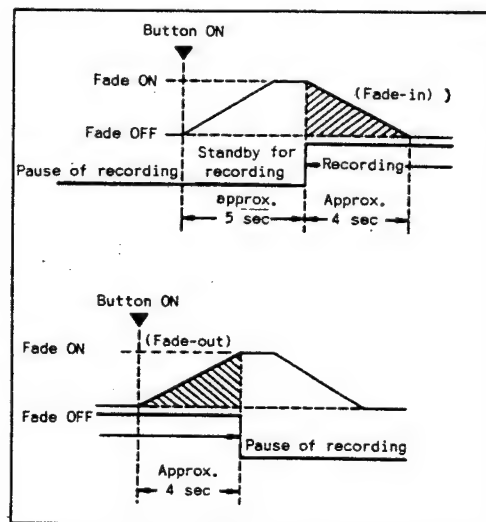 Button ON
Fade ON
(Fade-in) }
Fade OFF
Standby for
recording
Recording
Pause of recording
approx.
5 sec
Approx.
4 sec
Button ON
Fade ON
(Fade-out)
Fade OFF
Pause of recording
Approx.
4 sec